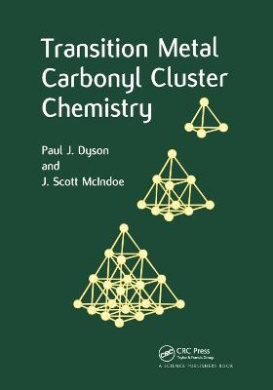 Transition Metal
Carbonyl Cluster
Chemistry
Paul J. Dyson
and
J. Scott McIndoe
CRC Press
Taylor & Francis Group
A SCIENCE PUBLISHERS BOOK